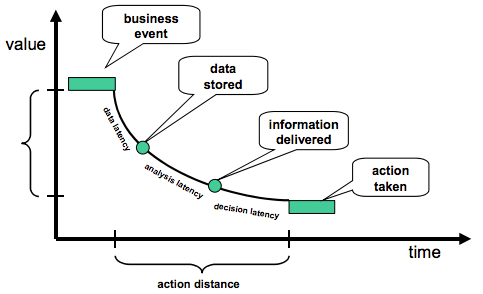 business
event
value
data
stored
data latency
information
delivered
analysis latency
action
taken
decision latency
time
action distance